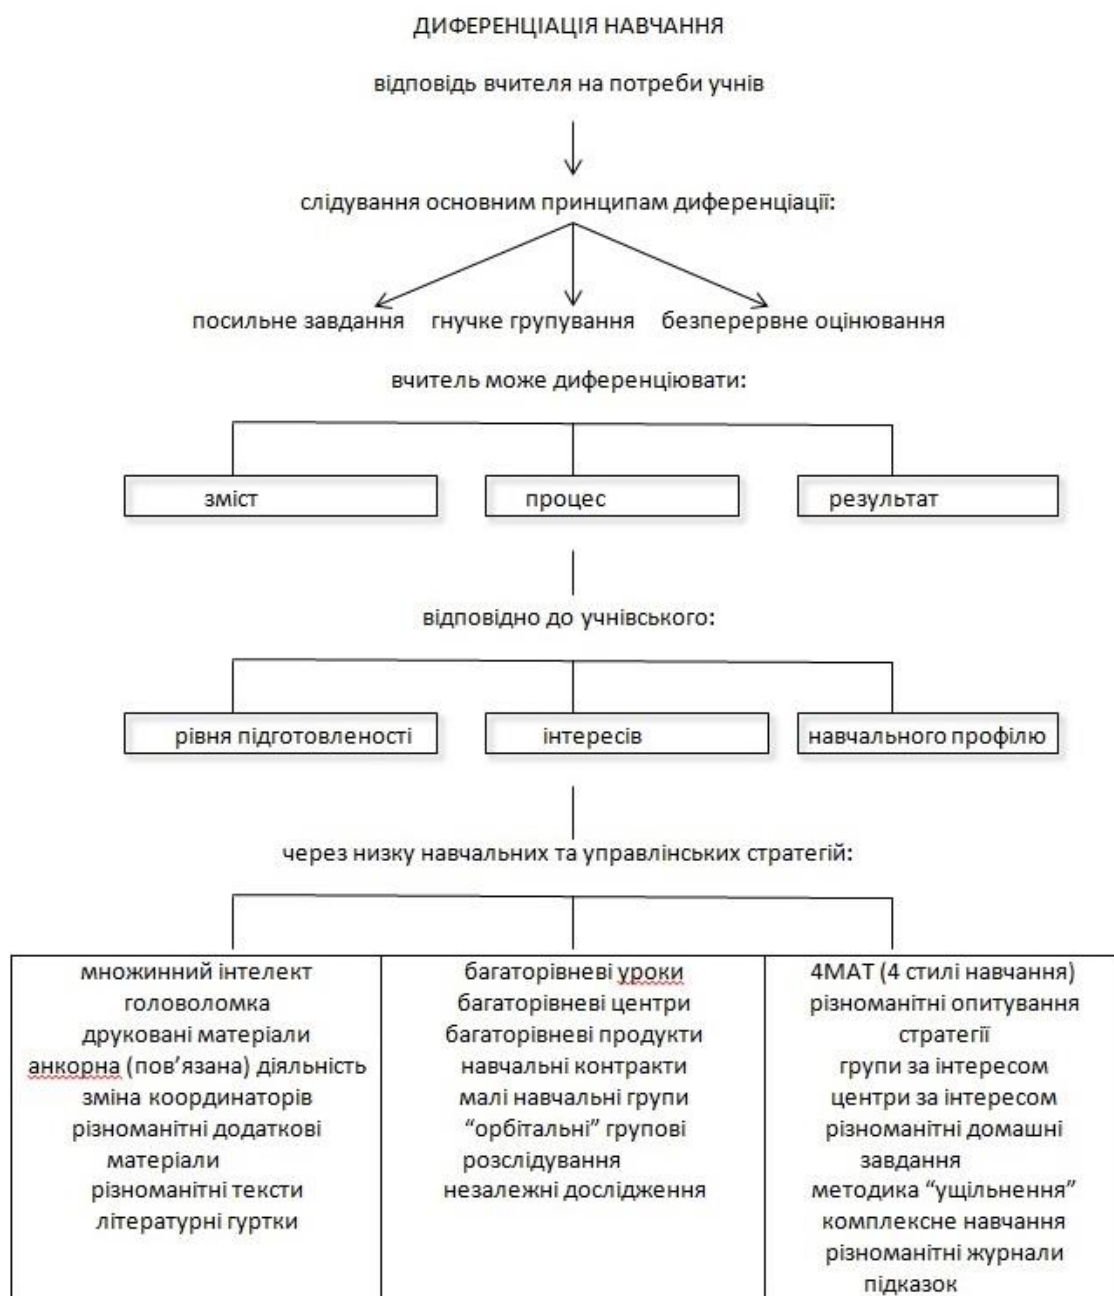 ДИФЕРЕНЦІАЦІЯ НАВЧАННЯ
відповідь вчителя на потреби учнів
слідування основним принципам диференціації:
посильне завдання гнучке групування безперервне оцінювання
вчитель може диференціювати:
зміст процес результат
відповідно до учнівського:
рівня підготовленості інтересів навчального профілю
через низку навчальних та управлінських стратегій:
множинний інтелект
головоломка
друковані матеріали
анкорна (пов’язана) діяльність
зміна координаторів
різноманітні додаткові
матеріали
різноманітні тексти
літературні гуртки
багаторівневі уроки
багаторівневі центри
багаторівневі продукти
навчальні контракти
малі навчальні групи
“орбітальні” групові
розслідування
незалежні дослідження
4МАТ (4 стилі навчання)
різноманітні опитування
стратегії
групи за інтересом
центри за інтересом
різноманітні домашні
завдання
методика “ущільнення”
комплексне навчання
різноманітні журнали
підказок